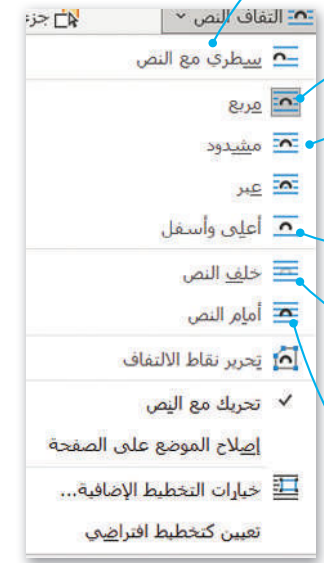 التفاف النص
جزء
سطري مع النص
مربع
مشدود
عبر
أعلى وأسفل
خلف النص
أمام النص
تحرير نقاط الالتفاف
تحريك مع النص
إصلاح الموضع على الصفحة
خيارات التخطيط الإضافية...
تعيين كتخطيط افتراضي